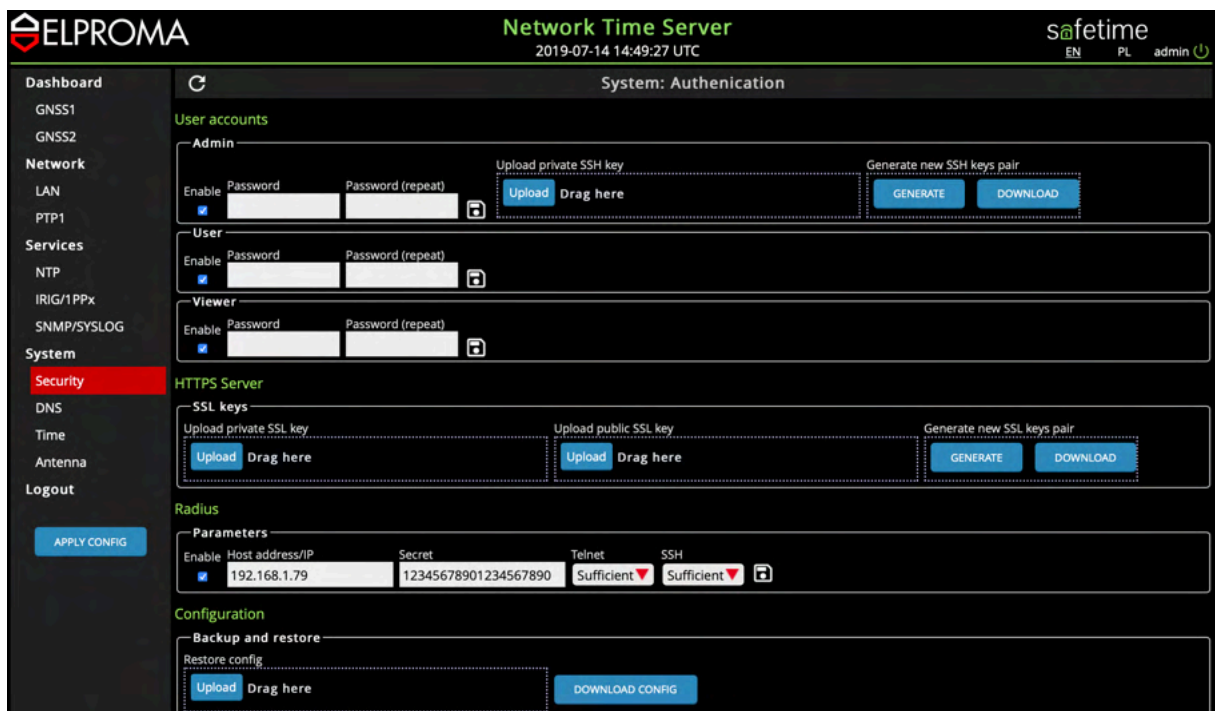 ELPROMA
Network Time Server
2019-07-14 14:49:27 UTC
safetime
EN PL admin
Dashboard
GNSS1
GNSS2
Network
LAN
PTP1
Services
NTP
IRIG/1PPx
SNMP/SYSLOG
System
Security
DNS
Time
Antenna
Logout
APPLY CONFIG
System: Authenication
User accounts
Admin
Upload private SSH key Generate new SSH keys pair
Enable Password Password (repeat) Upload Drag here GENERATE DOWNLOAD
User
Enable Password Password (repeat)
Viewer
Enable Password Password (repeat)
HTTPS Server
SSL keys
Upload private SSL key Upload public SSL key Generate new SSL keys pair
Upload Drag here Upload Drag here GENERATE DOWNLOAD
Radius
Parameters
Enable Host address/IP Secret Telnet SSH
192.168.1.79 12345678901234567890 Sufficient Sufficient
Configuration
Backup and restore
Restore config
Upload Drag here DOWNLOAD CONFIG